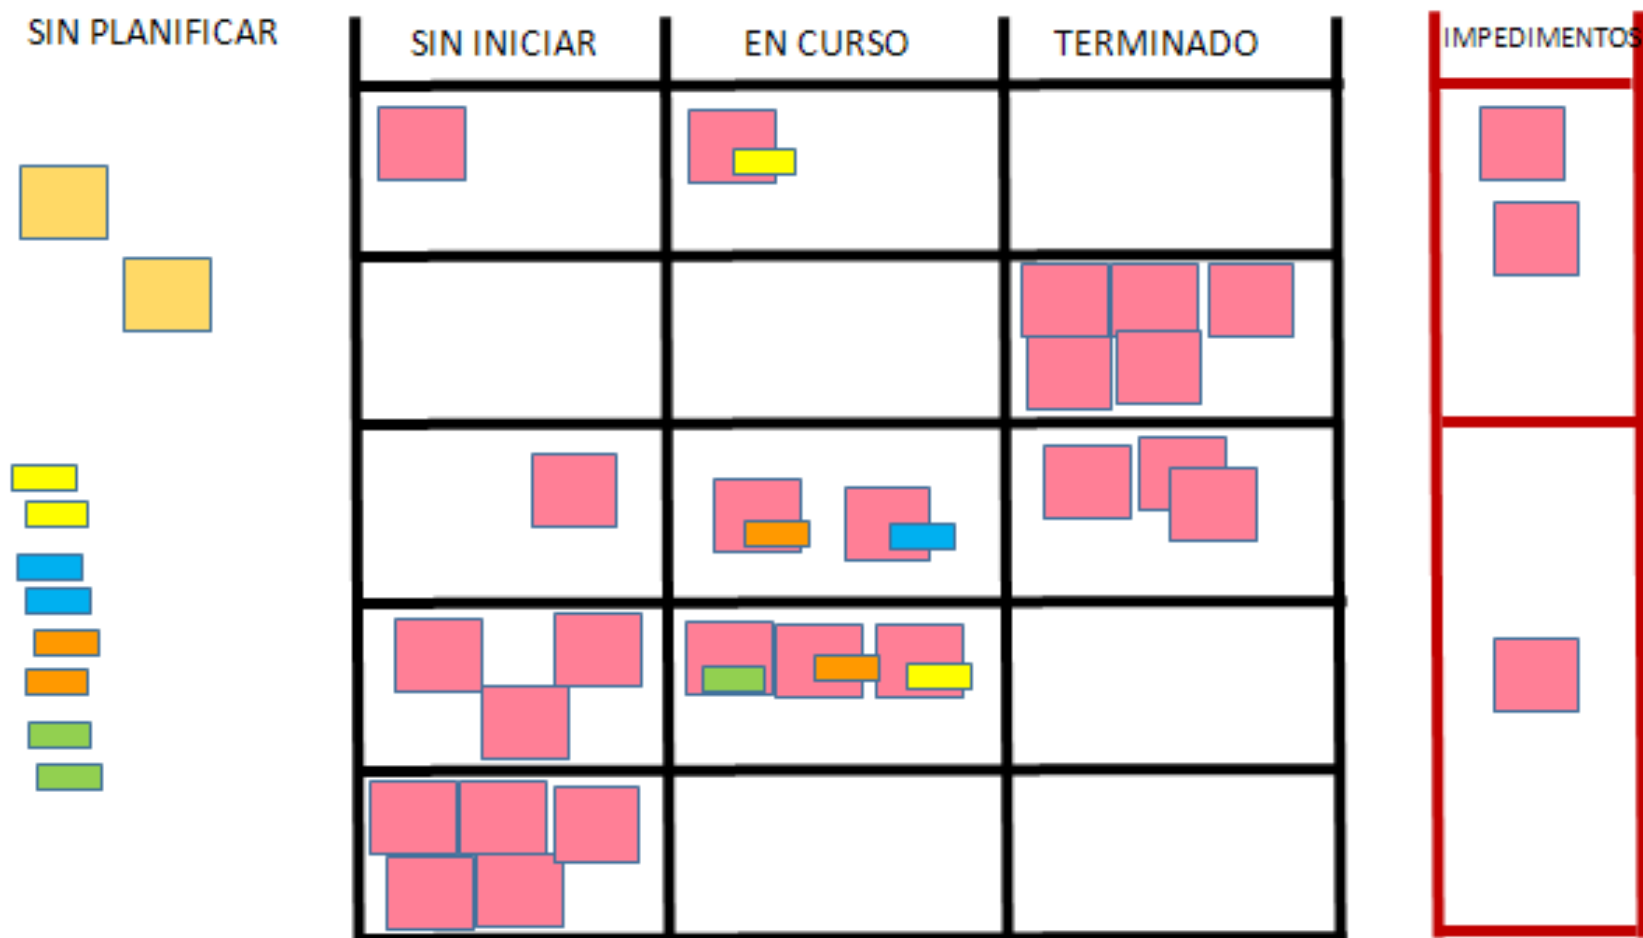 SIN PLANIFICAR
SIN INICIAR
EN CURSO
TERMINADO
IMPEDIMENTOS